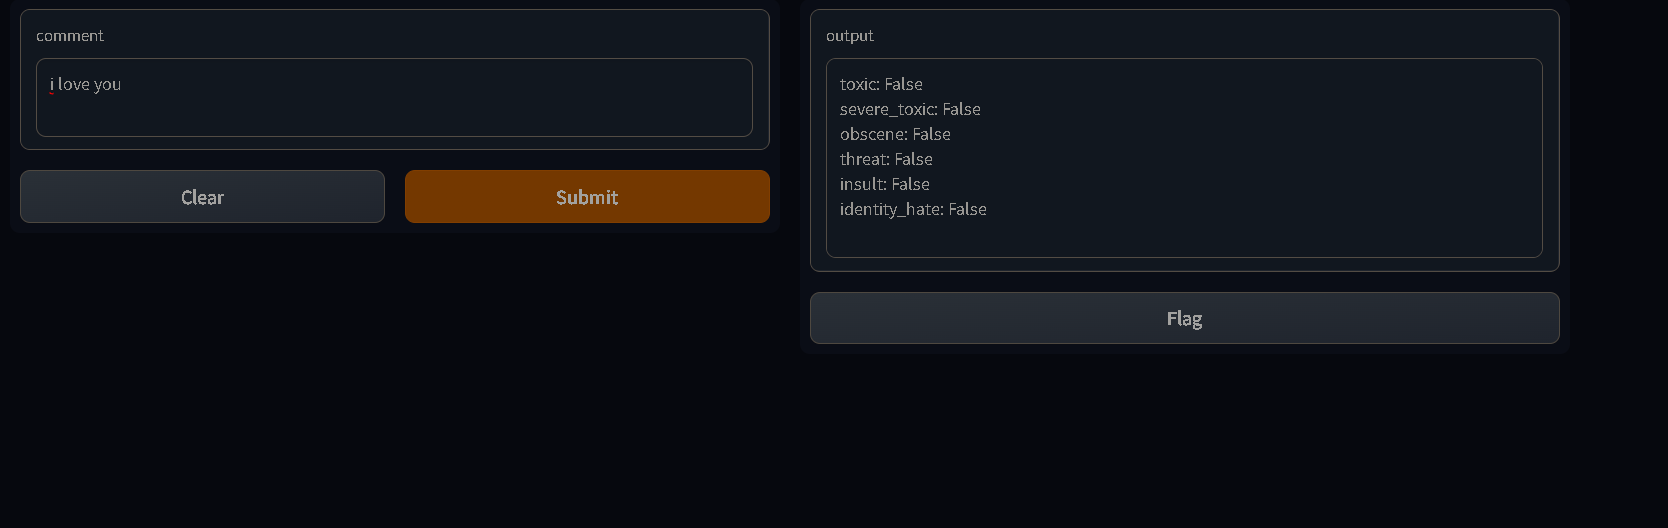 comment
i love you
Clear
Submit
output
toxic: False
severe_toxic: False
obscene: False
threat: False
insult: False
identity_hate: False
Flag